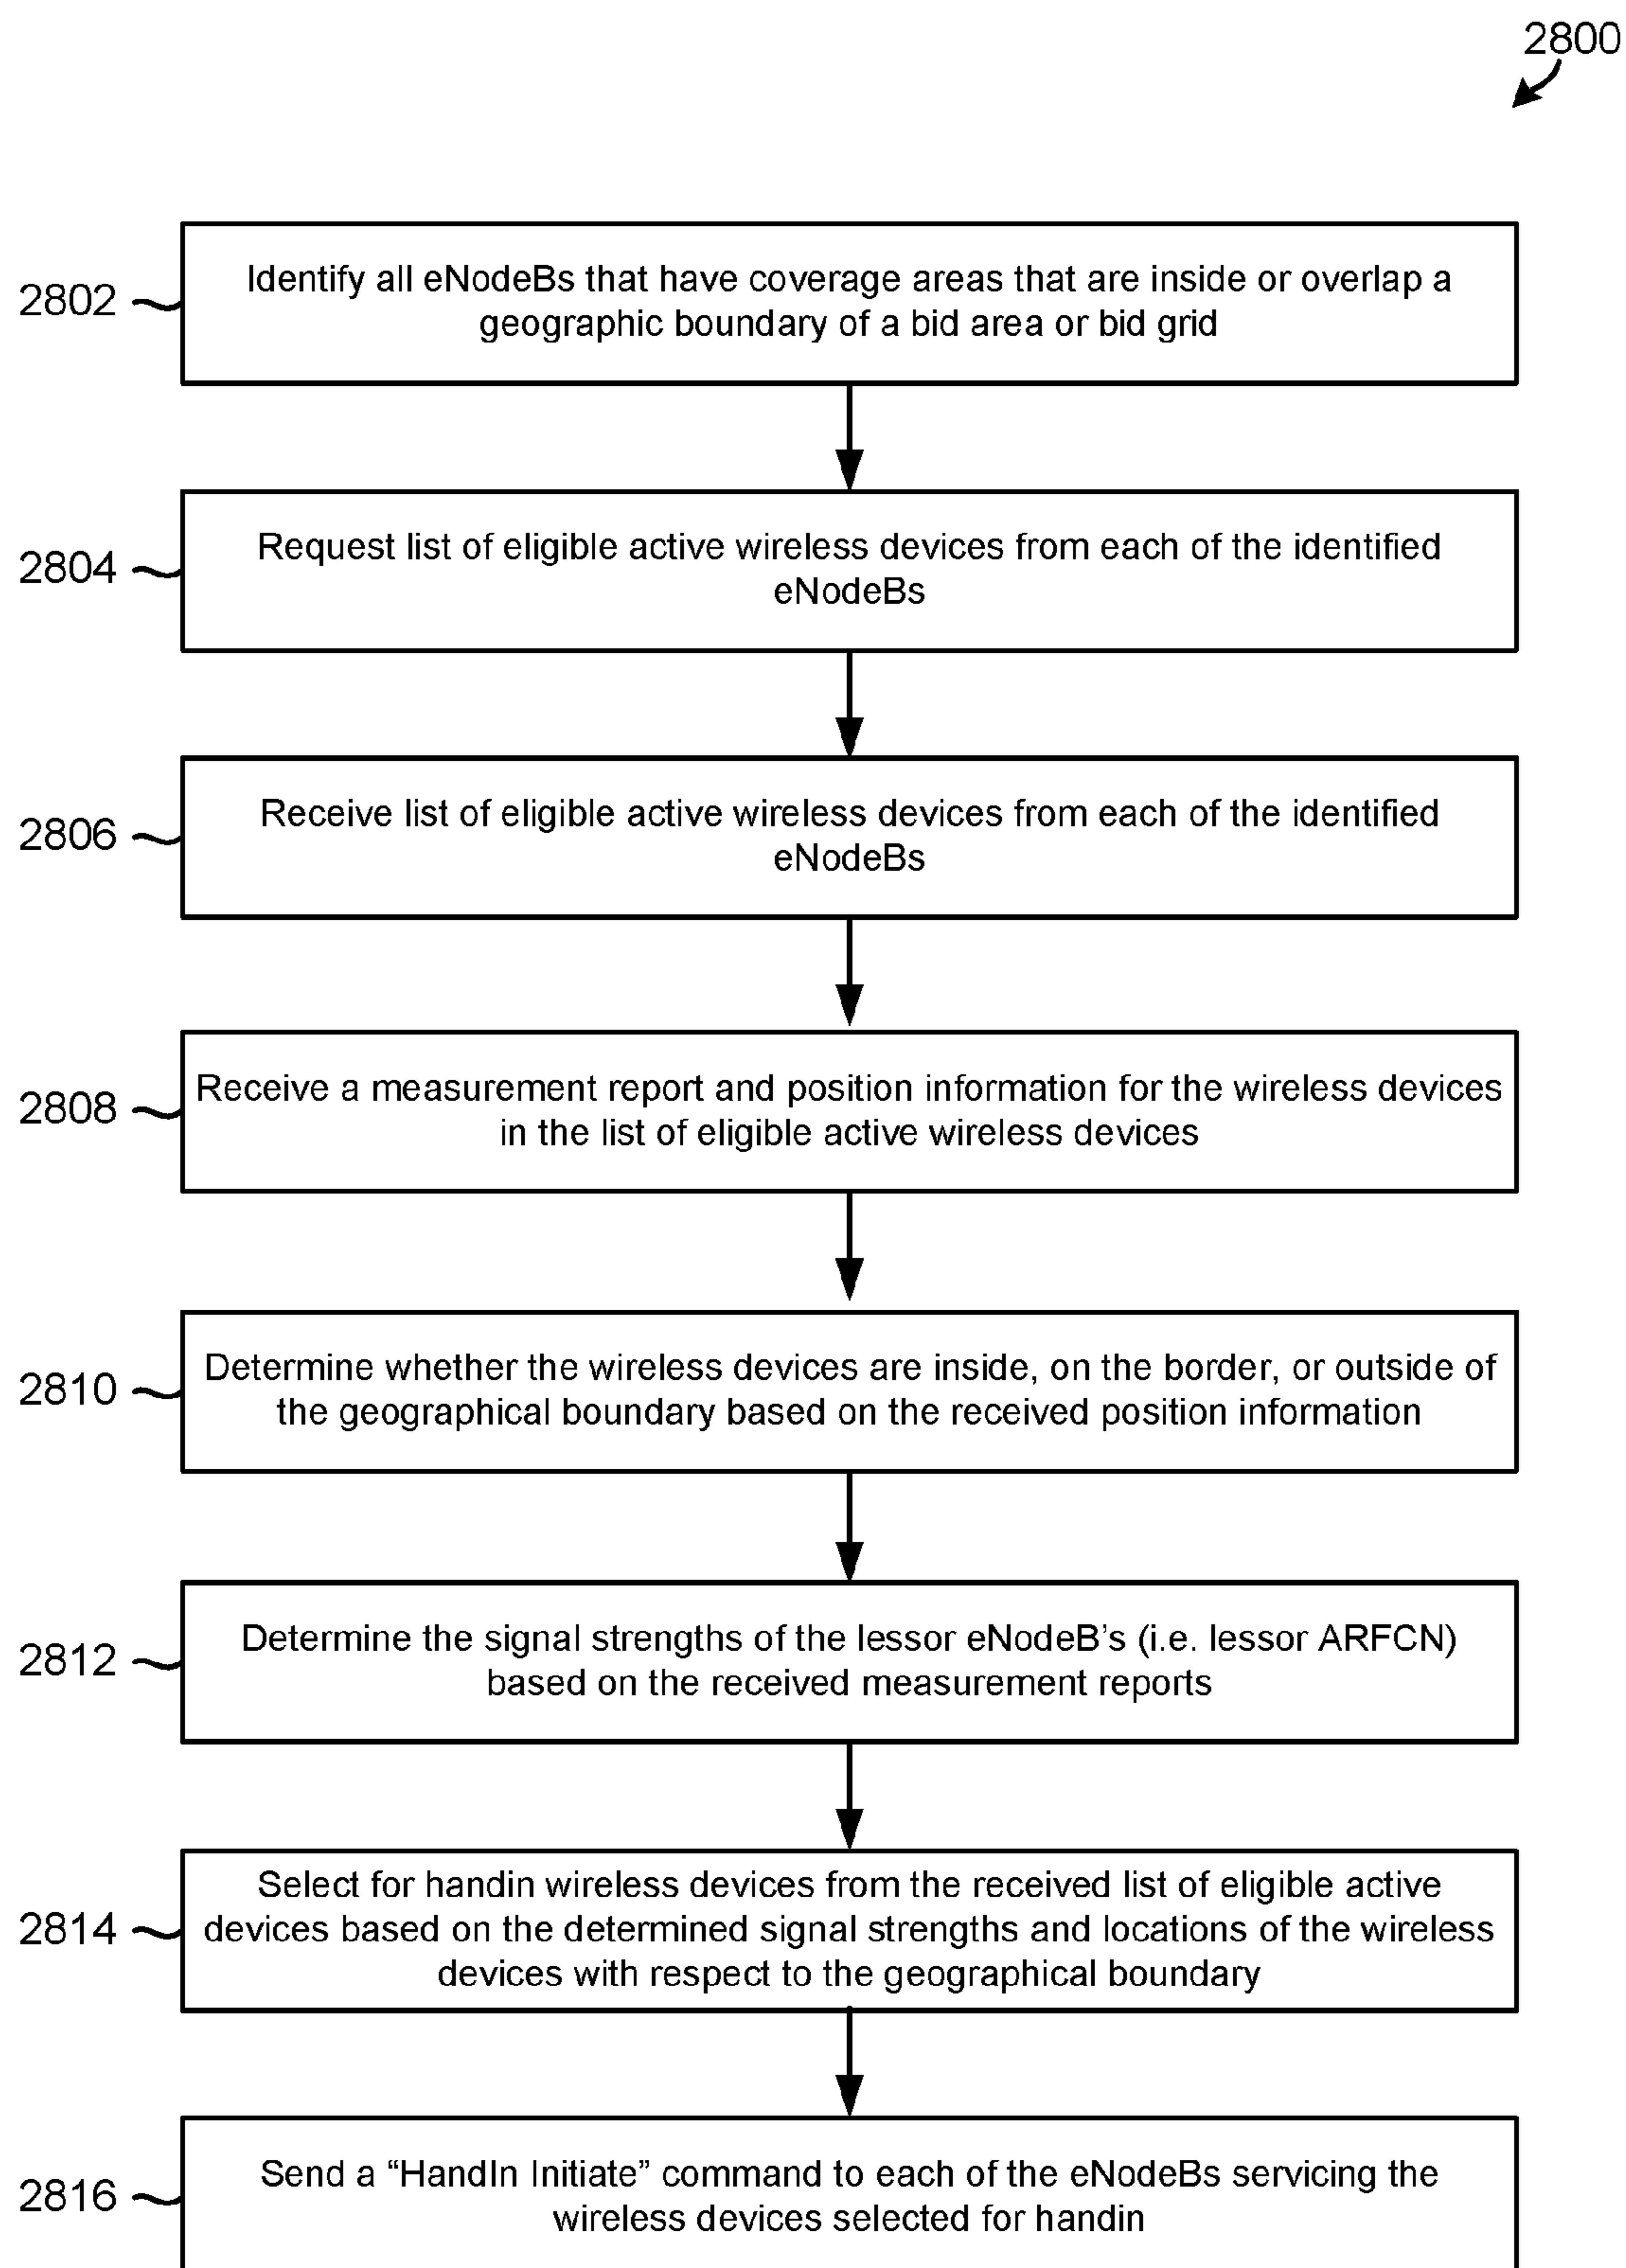 2800
2802
Identify all eNodeBs that have coverage areas that are inside or overlap a
geographic boundary of a bid area or bid grid
2804
Request list of eligible active wireless devices from each of the identified
eNodeBs
2806
Receive list of eligible active wireless devices from each of the identified
eNodeBs
2808
Receive a measurement report and position information for the wireless devices
in the list of eligible active wireless devices
2810
Determine whether the wireless devices are inside, on the border, or outside of
the geographical boundary based on the received position information
2812
Determine the signal strengths of the lessor eNodeB’s (i.e. lessor ARFCN)
based on the received measurement reports
2814
Select for handin wireless devices from the received list of eligible active
devices based on the determined signal strengths and locations of the wireless
devices with respect to the geographical boundary
2816
Send a “HandIn Initiate” command to each of the eNodeBs servicing the
wireless devices selected for handin